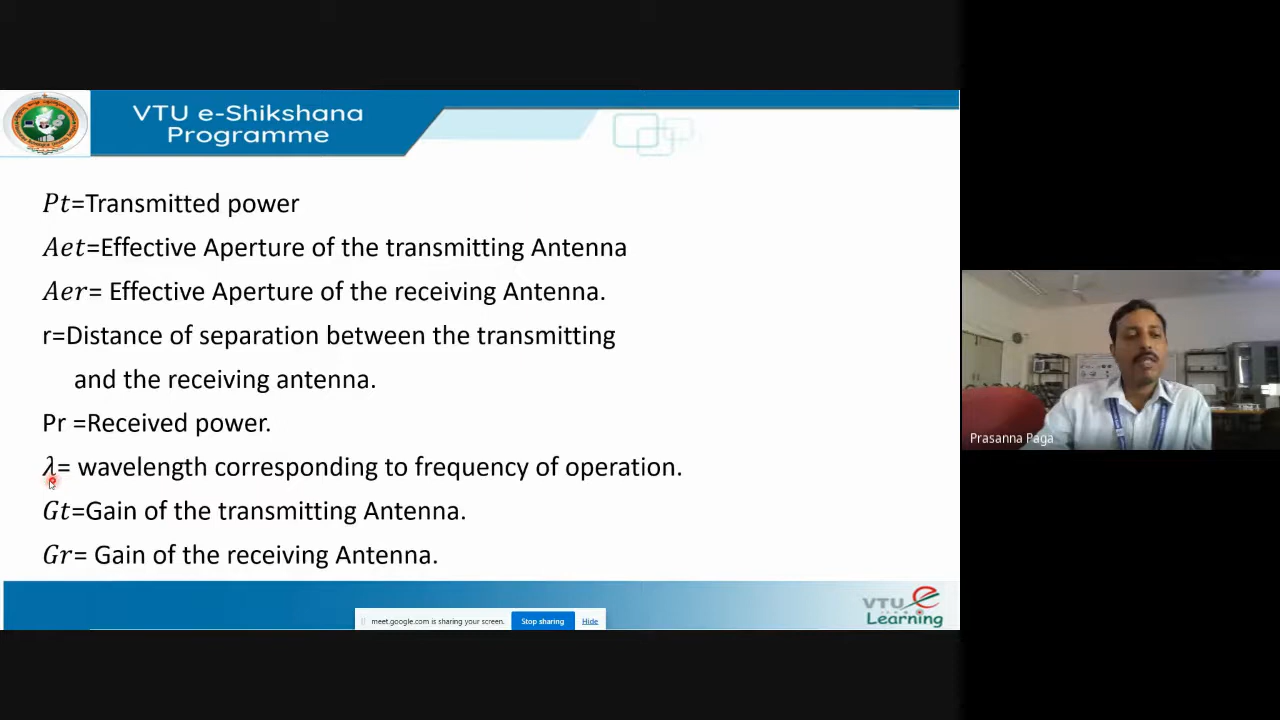 VTU e-Shikshana
Programme
Pt=Transmitted power
Aet=Effective Aperture of the transmitting Antenna
Aer= Effective Aperture of the receiving Antenna.
r=Distance of separation between the transmitting
and the receiving antenna.
Pr =Received power.
λ= wavelength corresponding to frequency of operation.
Gt=Gain of the transmitting Antenna.
Gr= Gain of the receiving Antenna.
Prasanna Paga
meet.google.com is sharing your screen. Stop sharing Hide
VTU e
Learning